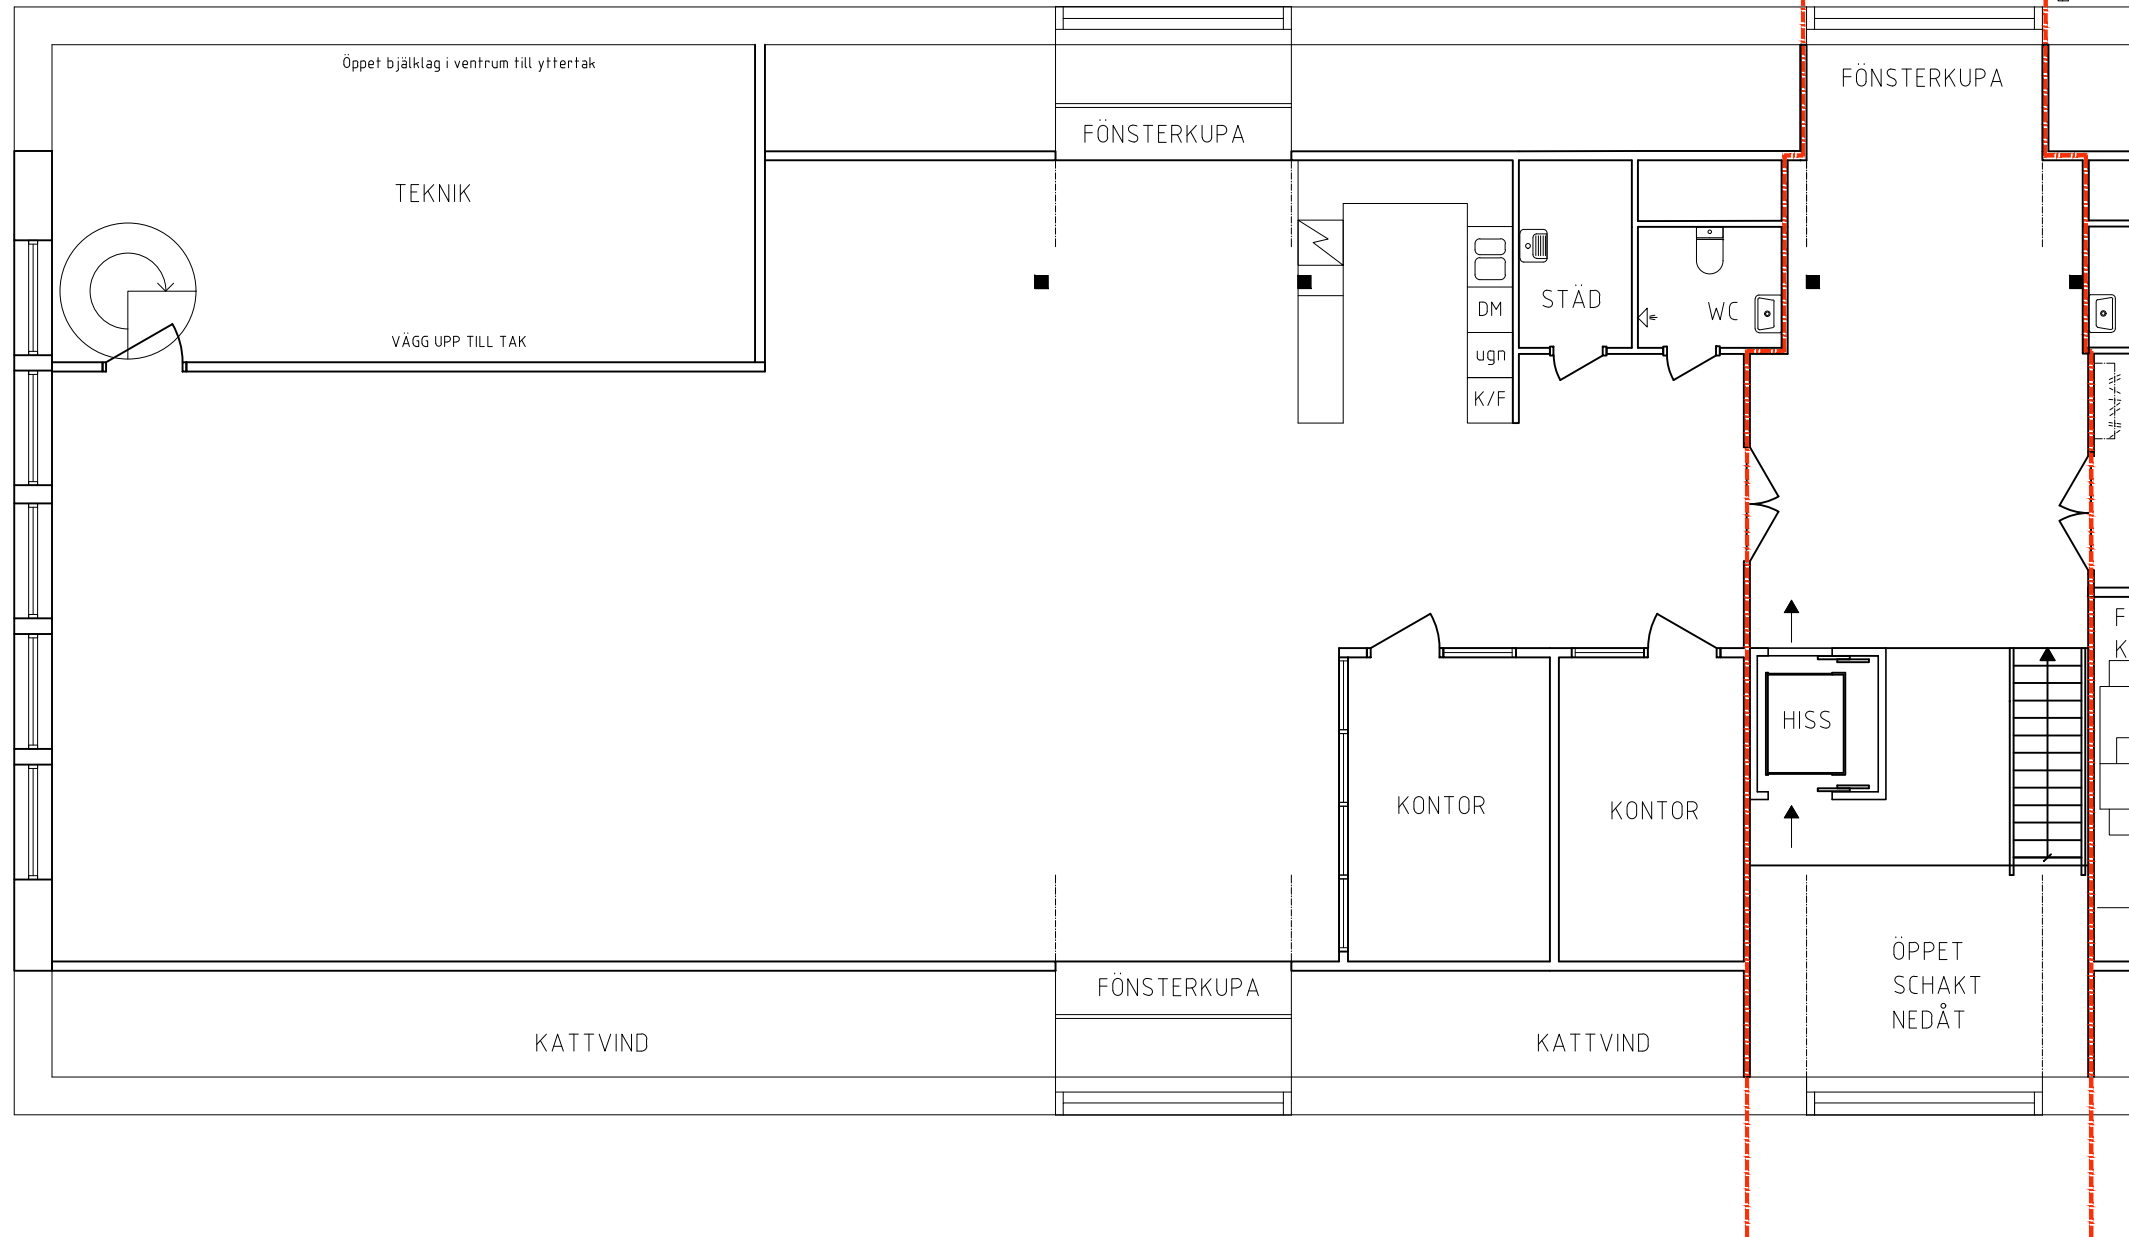 Öppet bjälklag i ventrum till yttertak
FÖNSTERKUPA
FÖNSTERKUPA
TEKNIK
STÄD
WC
DM
VÄGG UPP TILL TAK
ugn
K/F
F
K
HISS
KONTOR
KONTOR
ÖPPET
SCHAKT
NEDÅT
FÖNSTERKUPA
KATTVIND
KATTVIND